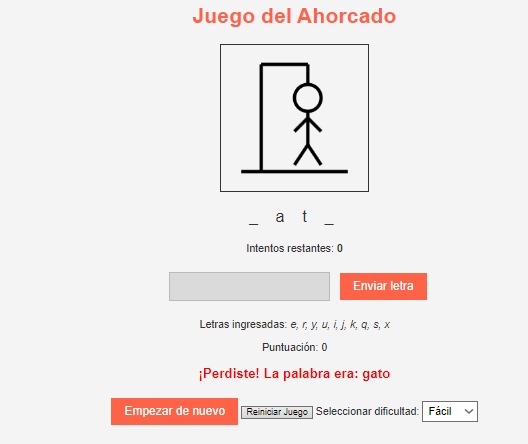 Juego del Ahorcado
_ a t _
Intentos restantes: 0
Enviar letra
Letras ingresadas: e, r, y, u, i, j, k, q, s, x
Puntuación: 0
¡Perdiste! La palabra era: gato
Empezar de nuevo Reiniciar Juego Seleccionar dificultad: Fácil